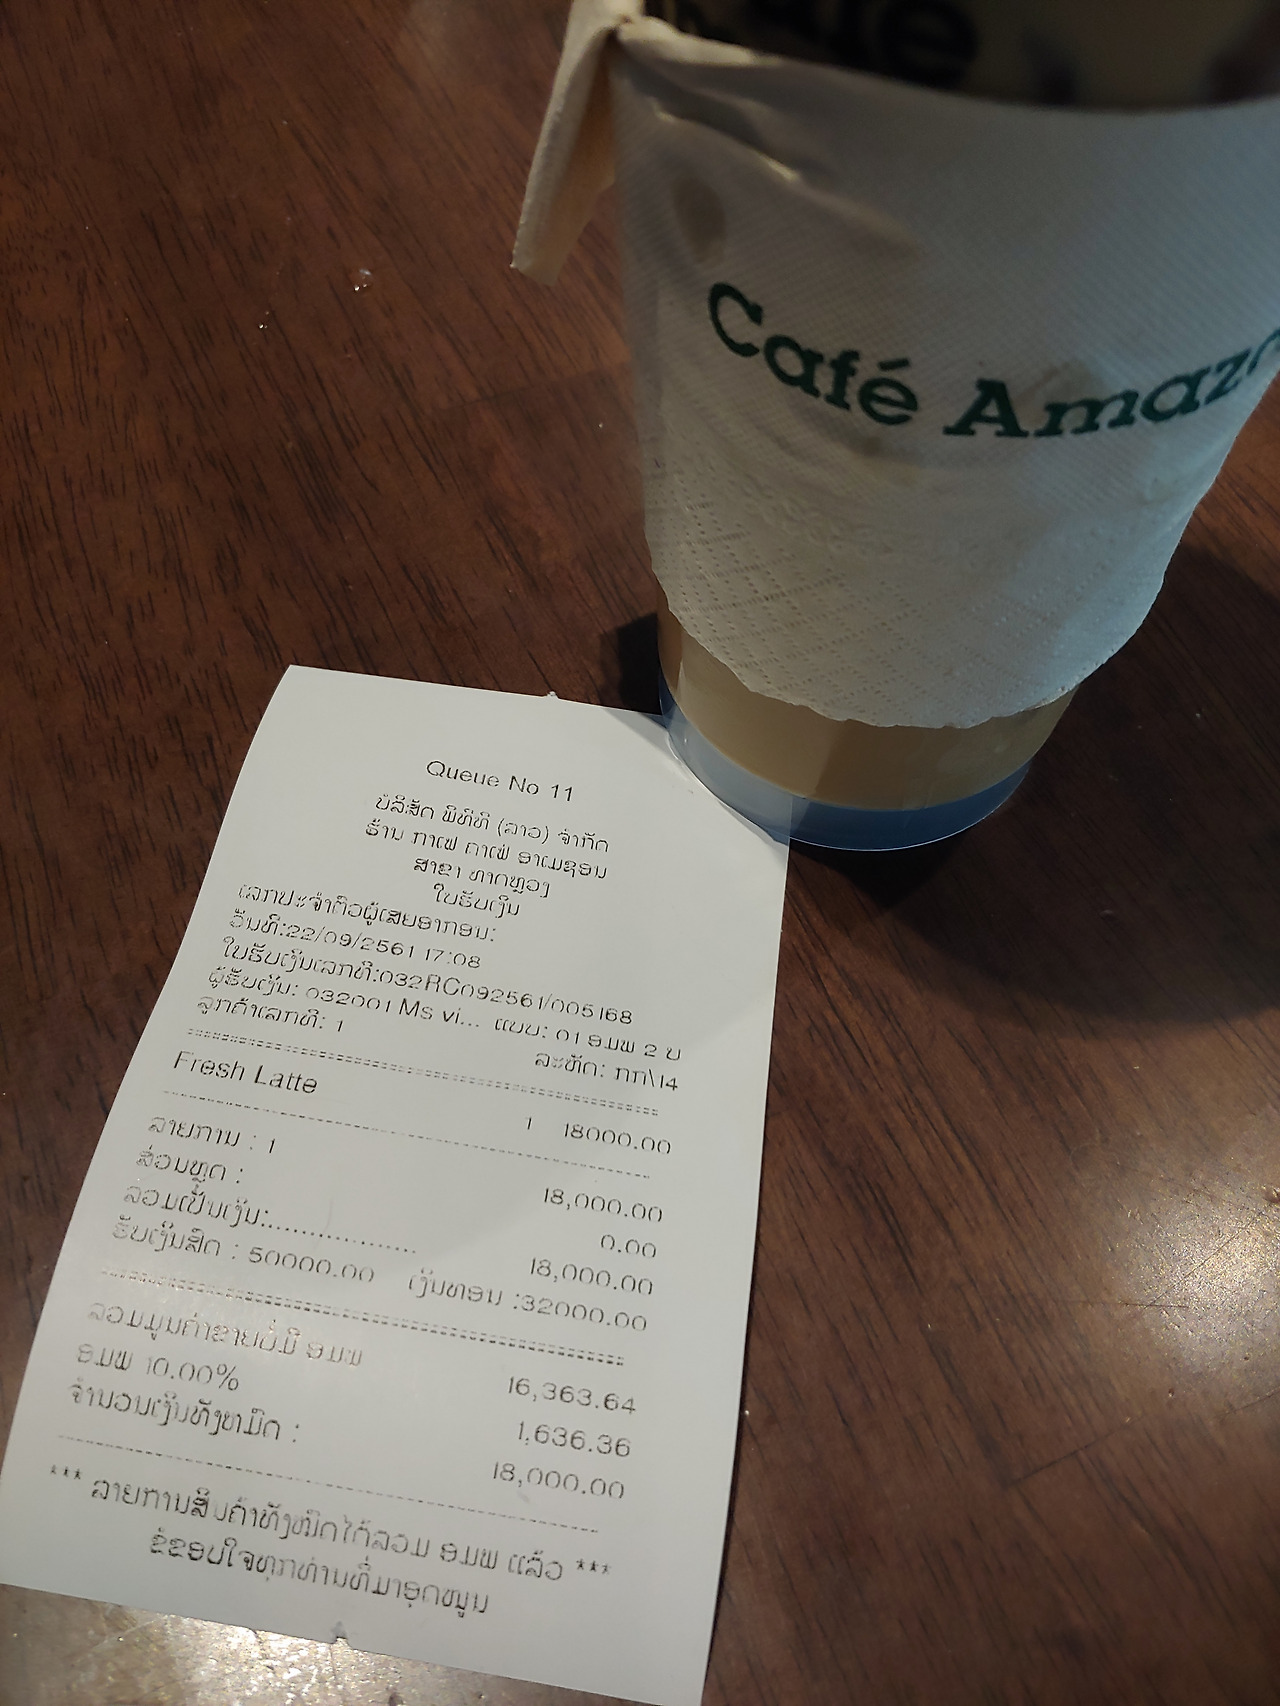 Café Amazo
Queue No 11
ບໍລິສັດ ພີທີທີ (ລາວ) ຈຳກັດ
ຮ້ານ ກາເຟ ຄາເຟ່ ອາເມຊອນ
ສາຂາ ທາດຫຼວງ
ໃບຮັບເງິນ
ເລກປະຈຳຕົວຜູ້ເສຍອາກອນ:
ວັນທີ:22/09/2561 17:08
ໃບຮັບເງິນເລກທີ:032RC092561/005168
ຜູ້ຮັບເງິນ: 032001 Ms vi... ແບບ: 01 ອມພ 2 ບ
ລູກຄ້າເລກທີ: 1 ລະຫັດ: ກກ\14
Fresh Latte 1 18000.00
ລາຍການ : 1 18,000.00
ສ່ວນຫຼຸດ : 0.00
ລວມເປັນເງິນ:.................. 18,000.00
ຮັບເງິນສົດ : 50000.00 ເງິນທອນ :32000.00
ລວມມູນຄ່າຂາຍບໍ່ມີ ອມພ 16,363.64
ອມພ 10.00% 1,636.36
ຈຳນວນເງິນທັງຫມົດ : 18,000.00
*** ລາຍການສິນຄ້າທັງໝົດໄດ້ລວມ ອມພ ແລ້ວ ***
ຂໍຂອບໃຈທຸກທ່ານທີ່ມາອຸດໜູນ